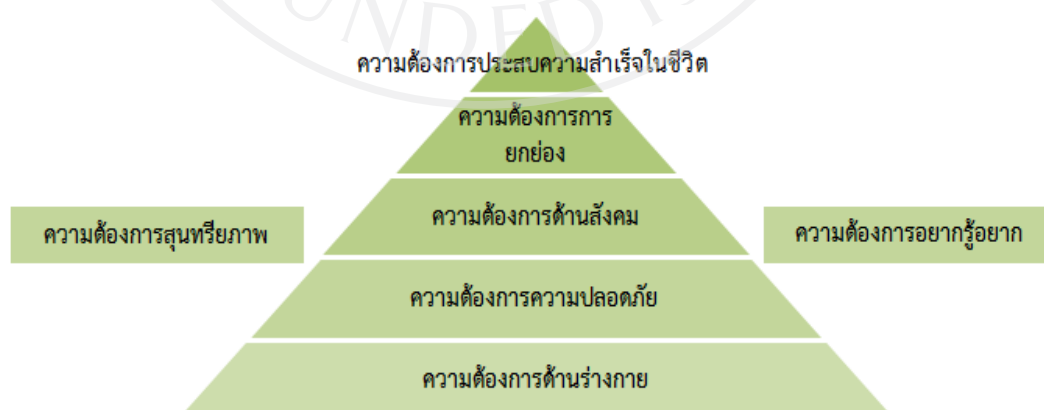 UNDED 1
ความต้องการประสบความสำเร็จในชีวิต
ความต้องการการ
ยกย่อง
ความต้องการด้านสังคม
ความต้องการสุนทรียภาพ
ความต้องการอยากรู้อยาก
ความต้องการความปลอดภัย
ความต้องการด้านร่างกาย